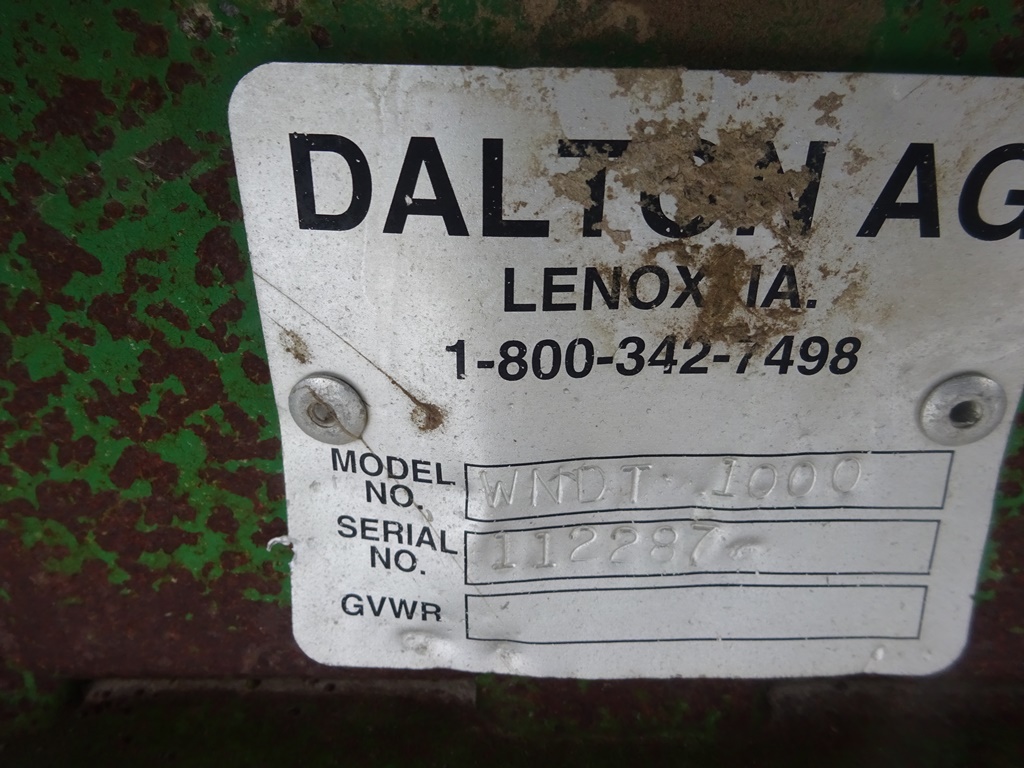 DALTON AG
LENOX IA.
1-800-342-7498
MODEL NO. WNDT 1000
SERIAL NO. 112287
GVWR